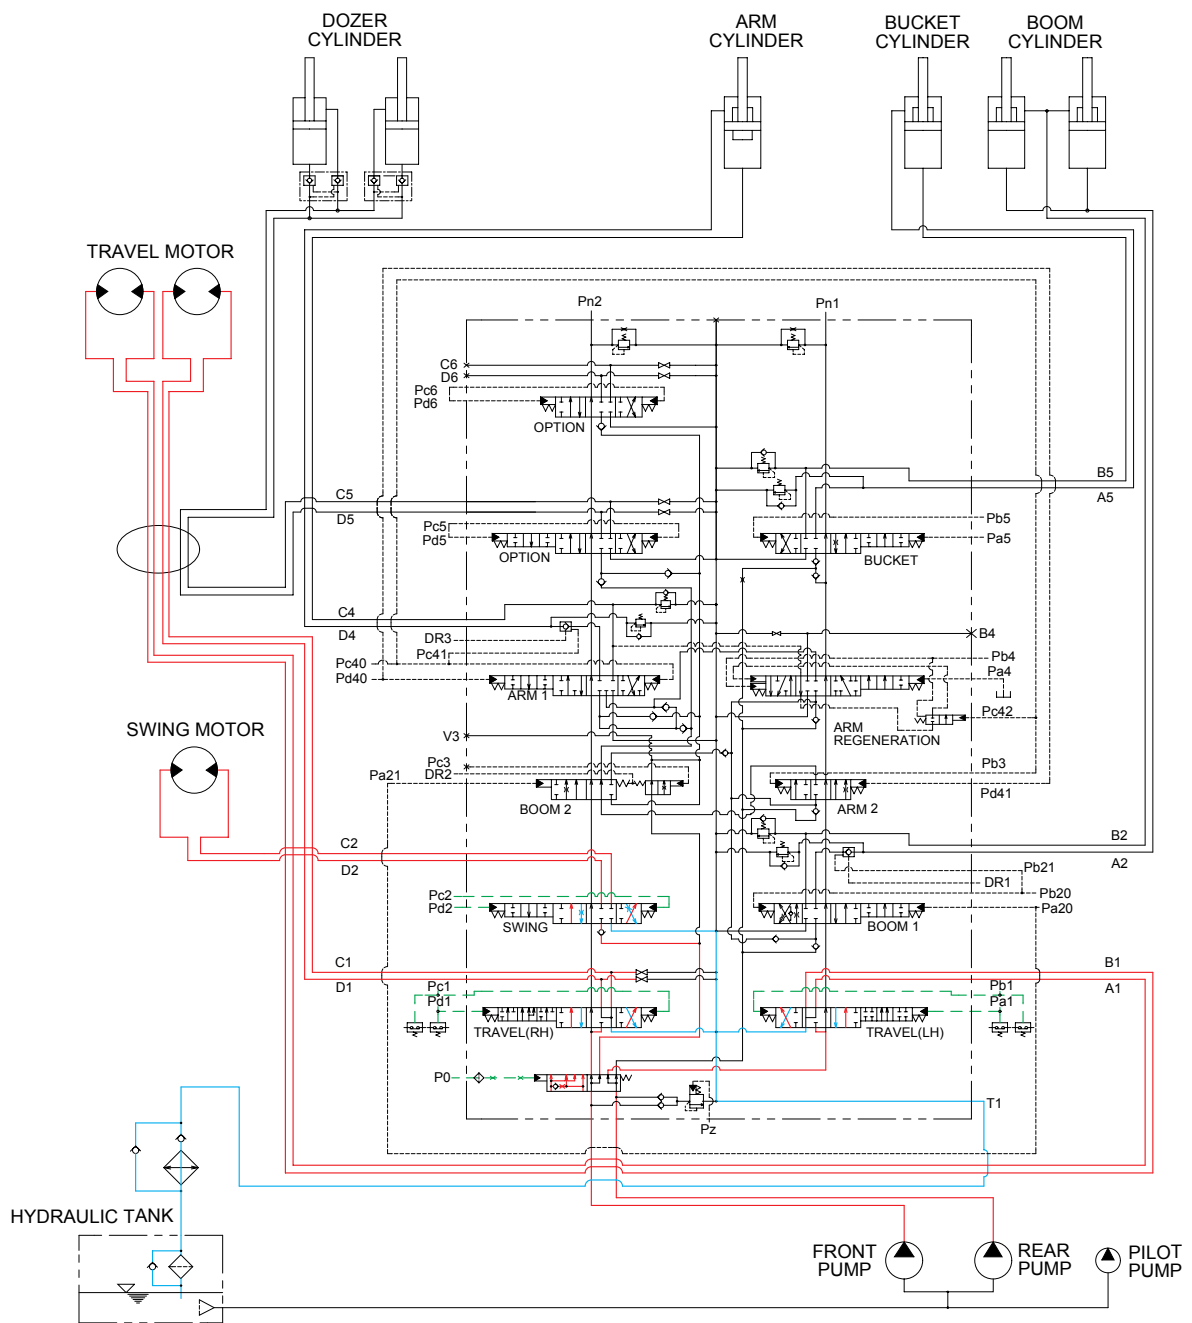 DOZER
CYLINDER
ARM
CYLINDER
BUCKET
CYLINDER
BOOM
CYLINDER
TRAVEL MOTOR
Pn2
Pn1
C6
D6
Pc6
Pd6
OPTION
B5
A5
C5
D5
Pc5
Pd5
OPTION
Pb5
Pa5
BUCKET
C4
D4
DR3
Pc41
Pc40
Pd40
ARM 1
B4
Pb4
Pa4
Pc42
ARM
REGENERATION
SWING MOTOR
V3
Pc3
DR2
Pa21
BOOM 2
Pb3
Pd41
ARM 2
C2
D2
B2
A2
Pb21
DR1
Pc2
Pd2
SWING
Pb20
Pa20
BOOM 1
C1
D1
B1
A1
Pc1
Pd1
TRAVEL(RH)
Pb1
Pa1
TRAVEL(LH)
P0
T1
Pz
HYDRAULIC TANK
FRONT
PUMP
REAR
PUMP
PILOT
PUMP